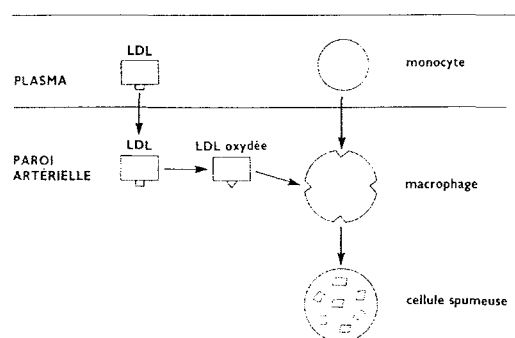 LDL
monocyte
PLASMA
LDL
LDL oxydée
PAROI
ARTÉRIELLE
macrophage
cellule spumeuse